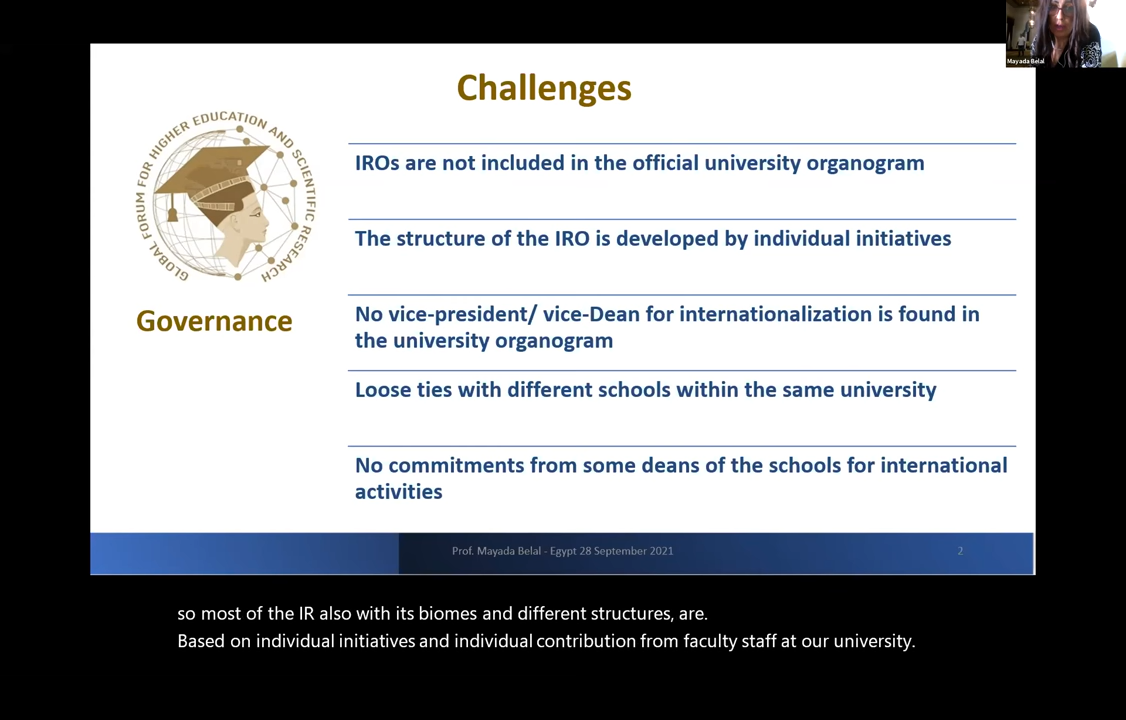 Mayada Belal
Challenges
GLOBAL FORUM FOR HIGHER EDUCATION AND SCIENTIFIC RESEARCH
Governance
IROs are not included in the official university organogram
The structure of the IRO is developed by individual initiatives
No vice-president/ vice-Dean for internationalization is found in
the university organogram
Loose ties with different schools within the same university
No commitments from some deans of the schools for international
activities
Prof. Mayada Belal - Egypt 28 September 2021
2
so most of the IR also with its biomes and different structures, are.
Based on individual initiatives and individual contribution from faculty staff at our university.